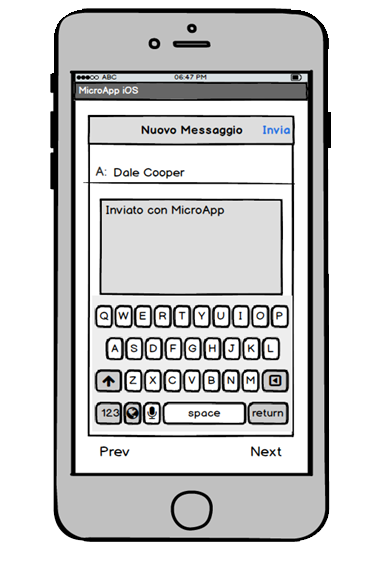 ABC 06:47 PM
MicroApp iOS
Nuovo Messaggio Invia
A: Dale Cooper
Inviato con MicroApp
Q W E R T Y U I O P
A S D F G H J K L
Z X C V B N M
123 space return
Prev Next